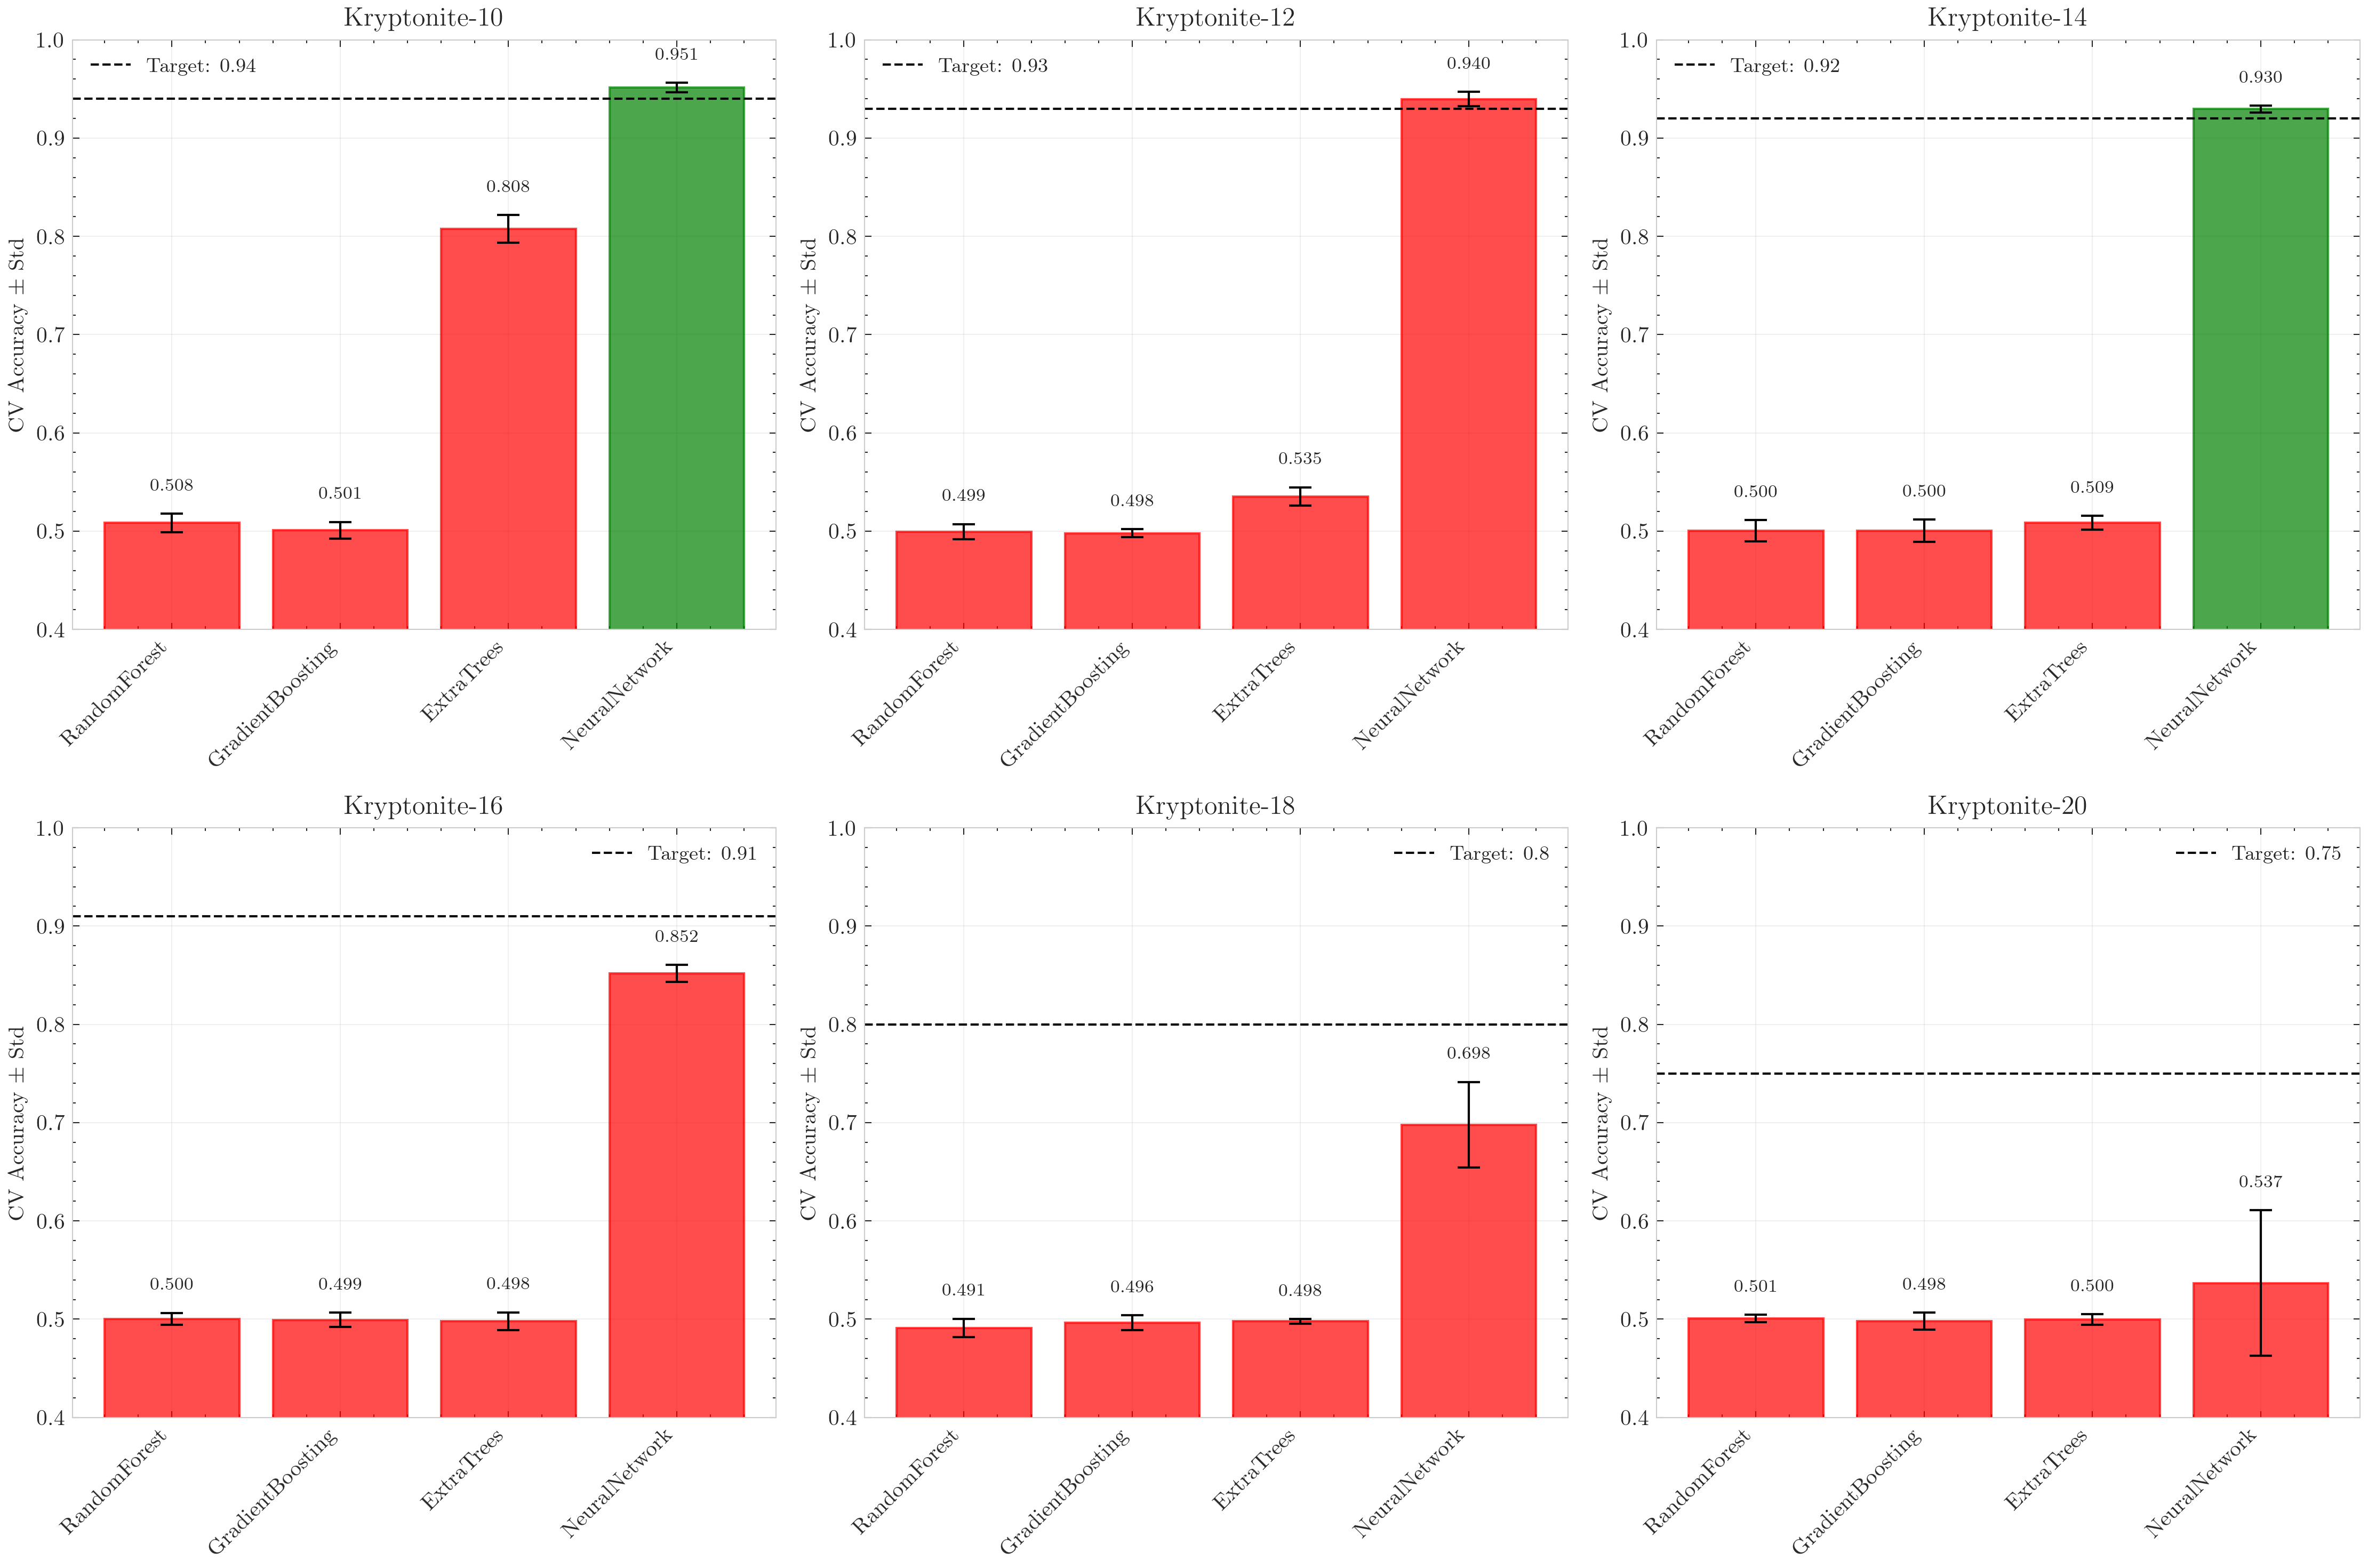 Kryptonite-10
Target: 0.94
CV Accuracy ± Std
1.0
0.9
0.8
0.7
0.6
0.5
0.4
0.508
0.501
0.808
0.951
RandomForest
GradientBoosting
ExtraTrees
NeuralNetwork
Kryptonite-12
Target: 0.93
CV Accuracy ± Std
1.0
0.9
0.8
0.7
0.6
0.5
0.4
0.499
0.498
0.535
0.940
RandomForest
GradientBoosting
ExtraTrees
NeuralNetwork
Kryptonite-14
Target: 0.92
CV Accuracy ± Std
1.0
0.9
0.8
0.7
0.6
0.5
0.4
0.500
0.500
0.509
0.930
RandomForest
GradientBoosting
ExtraTrees
NeuralNetwork
Kryptonite-16
Target: 0.91
CV Accuracy ± Std
1.0
0.9
0.8
0.7
0.6
0.5
0.4
0.500
0.499
0.498
0.852
RandomForest
GradientBoosting
ExtraTrees
NeuralNetwork
Kryptonite-18
Target: 0.8
CV Accuracy ± Std
1.0
0.9
0.8
0.7
0.6
0.5
0.4
0.491
0.496
0.498
0.698
RandomForest
GradientBoosting
ExtraTrees
NeuralNetwork
Kryptonite-20
Target: 0.75
CV Accuracy ± Std
1.0
0.9
0.8
0.7
0.6
0.5
0.4
0.501
0.498
0.500
0.537
RandomForest
GradientBoosting
ExtraTrees
NeuralNetwork